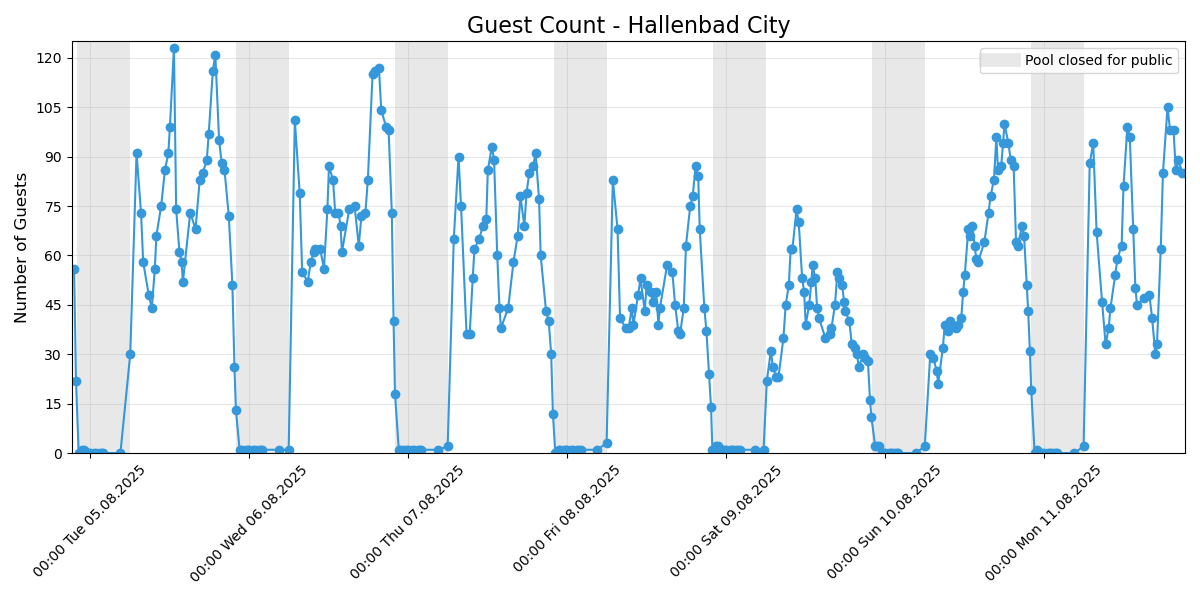 Guest Count - Hallenbad City
Pool closed for public
Number of Guests
120
105
90
75
60
45
30
15
0
00:00 Tue 05.08.2025
00:00 Wed 06.08.2025
00:00 Thu 07.08.2025
00:00 Fri 08.08.2025
00:00 Sat 09.08.2025
00:00 Sun 10.08.2025
00:00 Mon 11.08.2025